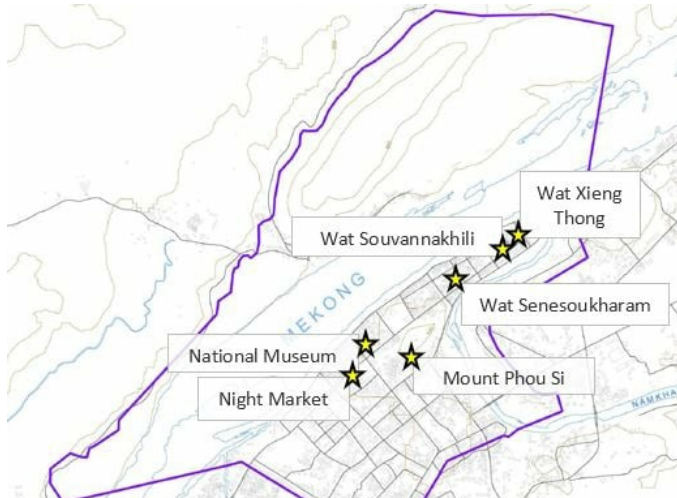 Wat Xieng
Thong
Wat Souvannakhili
MEKONG
Wat Senesoukharam
National Museum
Mount Phou Si
Night Market
NAMKHA